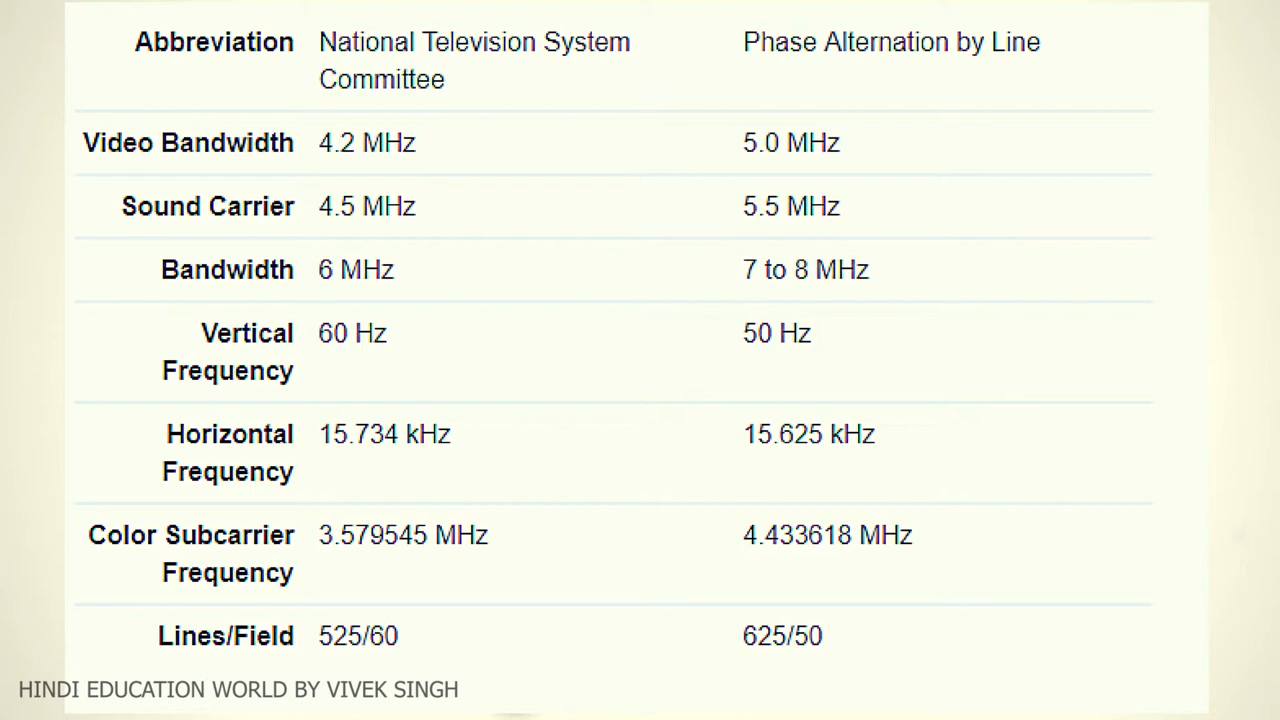 Abbreviation National Television System Phase Alternation by Line
Committee
Video Bandwidth 4.2 MHz 5.0 MHz
Sound Carrier 4.5 MHz 5.5 MHz
Bandwidth 6 MHz 7 to 8 MHz
Vertical 60 Hz 50 Hz
Frequency
Horizontal 15.734 kHz 15.625 kHz
Frequency
Color Subcarrier 3.579545 MHz 4.433618 MHz
Frequency
Lines/Field 525/60 625/50
HINDI EDUCATION WORLD BY VIVEK SINGH